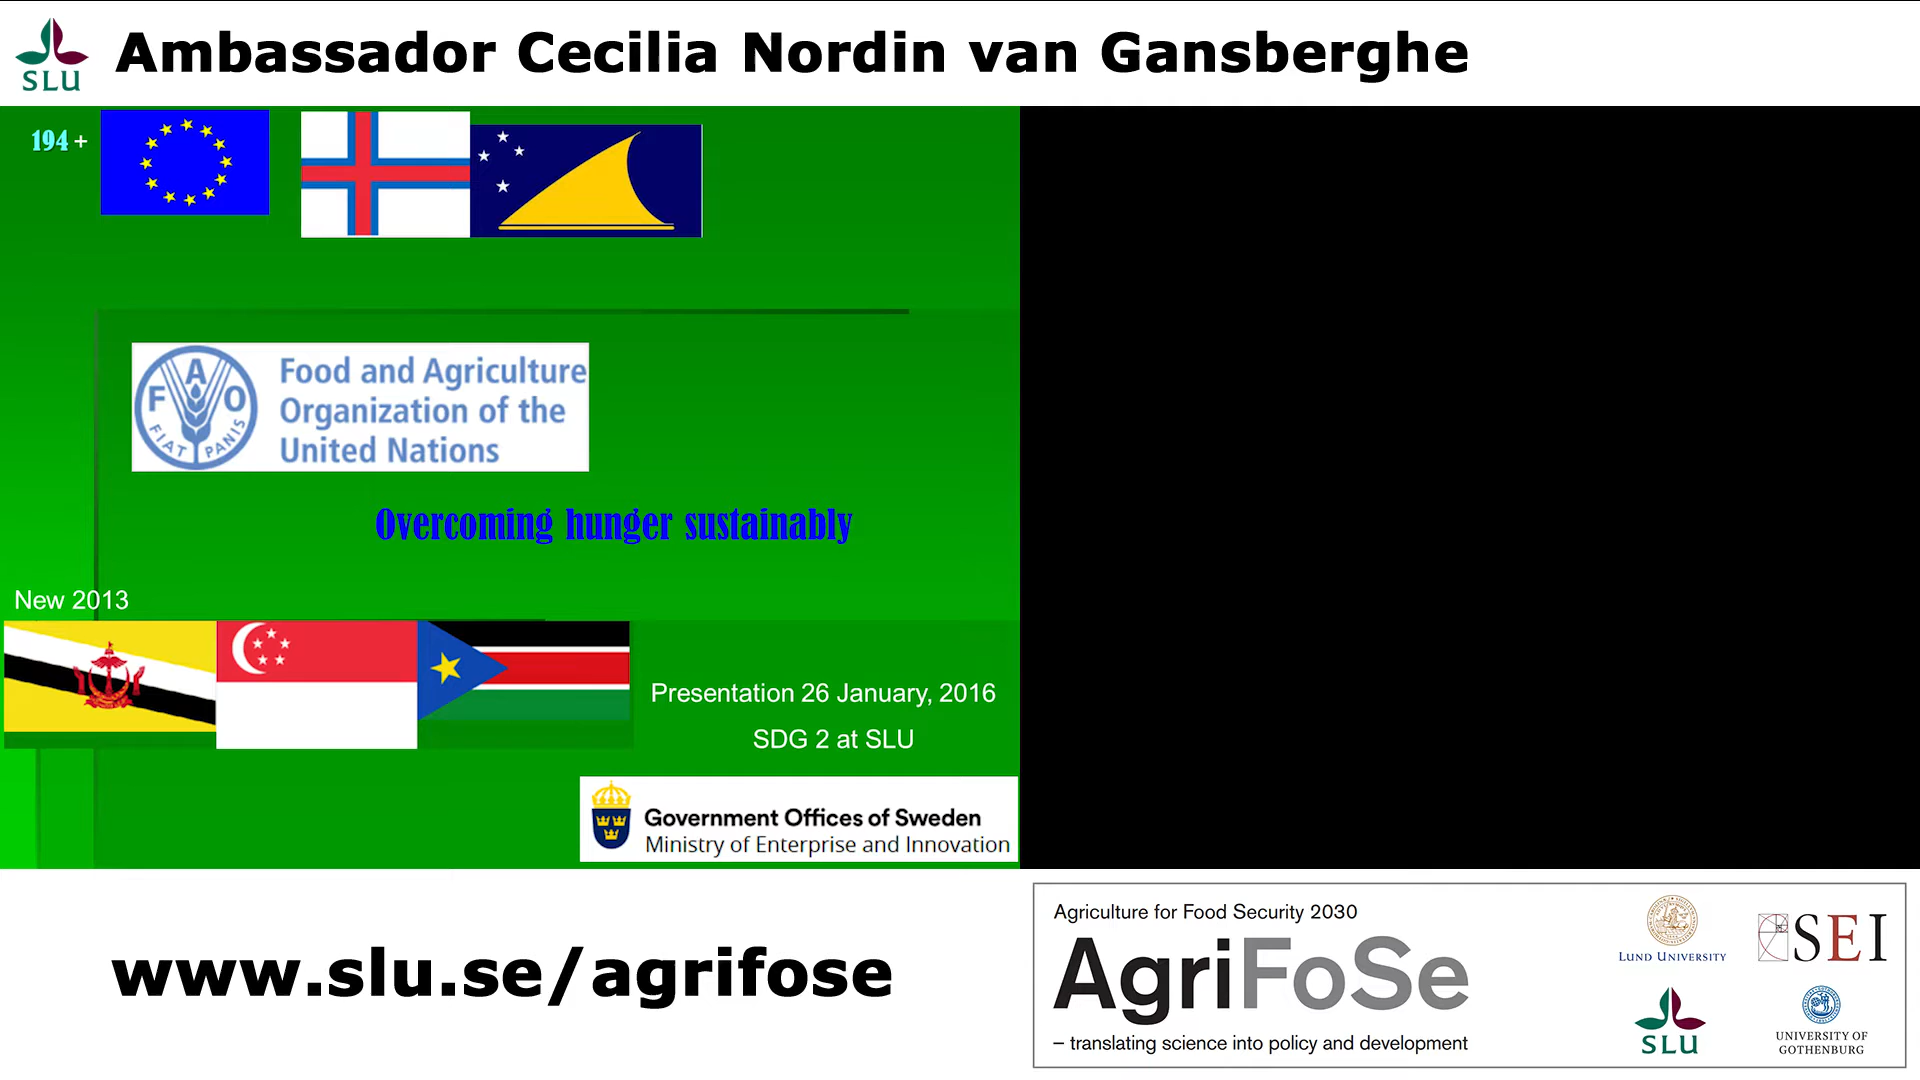 SLU
Ambassador Cecilia Nordin van Gansberghe
194 +
FAO
FIAT PANIS
Food and Agriculture
Organization of the
United Nations
Overcoming hunger sustainably
New 2013
Presentation 26 January, 2016
SDG 2 at SLU
Government Offices of Sweden
Ministry of Enterprise and Innovation
www.slu.se/agrifose
Agriculture for Food Security 2030
AgriFoSe
– translating science into policy and development
LUND UNIVERSITY
SEI
SLU
UNIVERSITY OF
GOTHENBURG